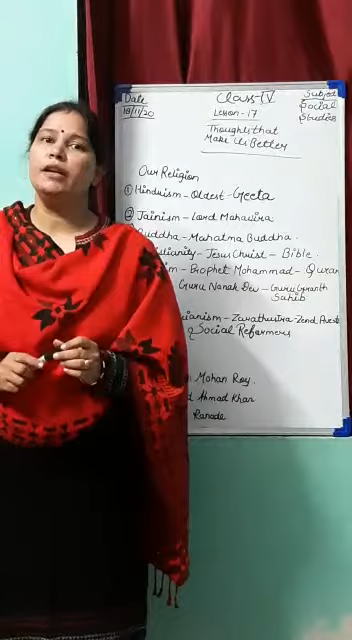 Date Class-IV Subject
18/11/20 Lesson-17 Social
Studies
Thoughts that
Make Us Better
Our Religion
① Hinduism-Oldest-Geeta
② Jainism-Lord Mahavira
Buddha-Mahatma Buddha.
Jesus Christ-Bible.
Prophet Mohammad-Quran
Guru Nanak Dev-Guru Granth
Sahib
Zarathustra-Zend Avesta
Social Reformers
Mohan Roy.
Ahmad Khan
Ranade